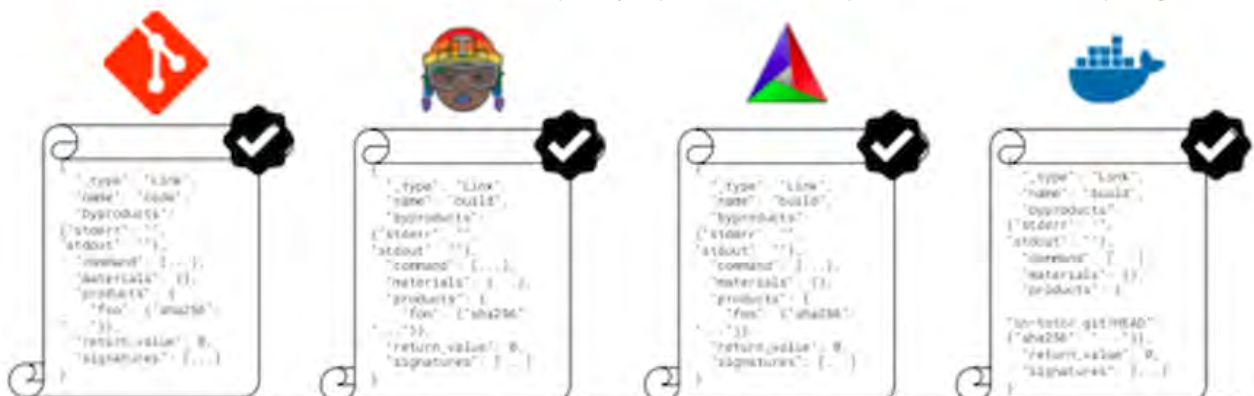 {
"_type": "Link",
"name": "code",
"byproducts":
{"stderr": "",
"stdout": ""},
"command": [...],
"materials": {},
"products": {
"foo": {"sha256":
"..."}},
"return_value": 0,
"signatures": [...]
}
{
"_type": "Link",
"name": "build",
"byproducts":
{"stderr": "",
"stdout": ""},
"command": [...],
"materials": {...},
"products": {
"foo": {"sha256":
"..."}},
"return_value": 0,
"signatures": [...]
}
{
"_type": "Link",
"name": "build",
"byproducts":
{"stderr": "",
"stdout": ""},
"command": [...],
"materials": {},
"products": {
"foo": {"sha256":
"..."}},
"return_value": 0,
"signatures": [...]
}
"_type": "Link",
"name": "build",
"byproducts":
{"stderr": "",
"stdout": ""},
"command": [...],
"materials": {}
"products": {
git/HEAD"
{"sha256": "..."}},
"return_value": 0,
"signatures": [...]
}